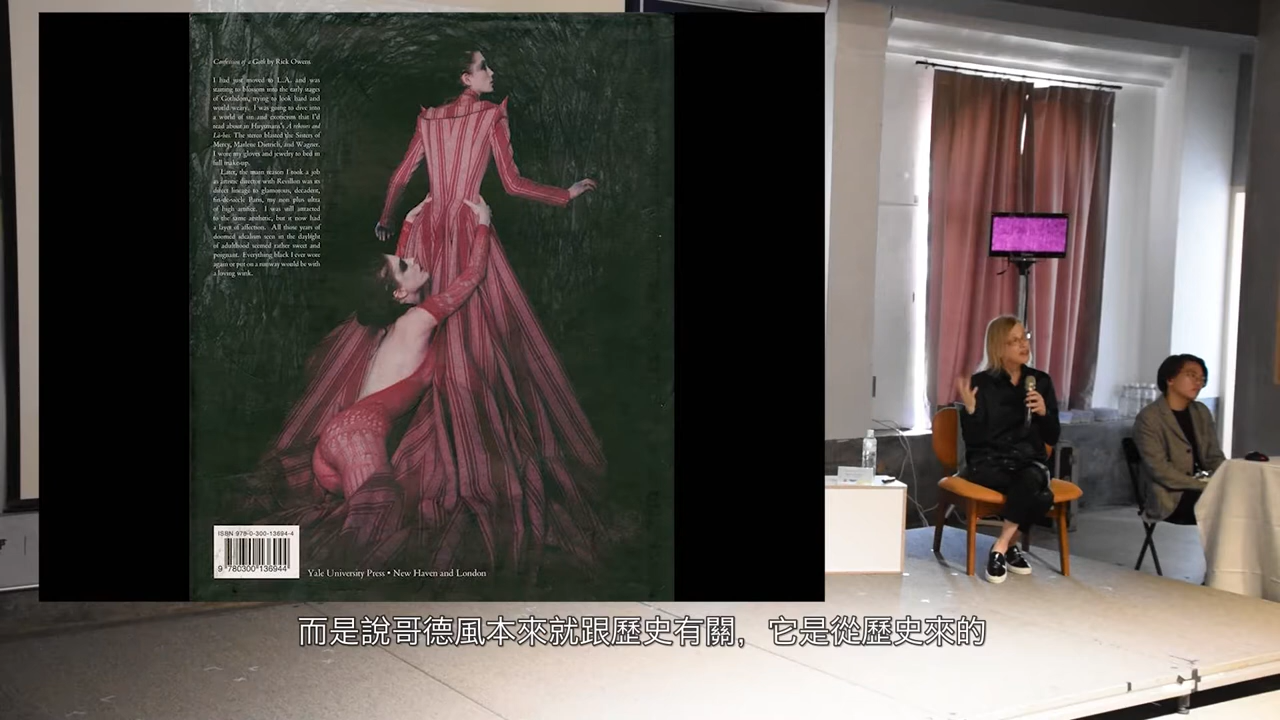 Confession of a Goth by Rick Owens
I had just moved to L.A. and was
starting to blossom into the early stages
of Gothdom, trying to look hard and
world-weary. I was going to dive into
a world of sin and exoticism that I'd
read about in Huysmans's A rebours and
Là-bas. The stereo blasted the Sisters of
Mercy, Marlene Dietrich, and Wagner.
I wore my gloves and jewelry to bed in
full make-up.
Later, the main reason I took a job
as artistic director with Revillon was its
direct lineage to glamorous, decadent,
fin-de-siècle Paris, my non plus ultra
of high artifice. I was still attracted
to the same aesthetic, but it now had
a layer of affection. All those years of
doomed idealism seen in the daylight
of adulthood seemed rather sweet and
poignant. Everything black I ever wore
again or put on a runway would be with
a loving wink.
ISBN 978-0-300-13694-4
9 780300 136944
Yale University Press • New Haven and London
而是說哥德風本來就跟歷史有關，它是從歷史來的